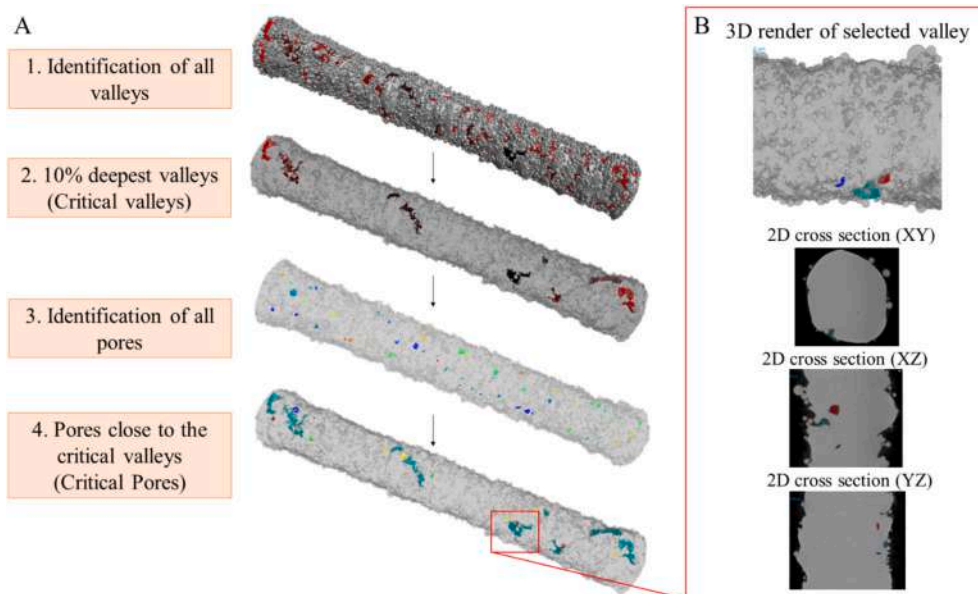 A
1. Identification of all
valleys
2. 10% deepest valleys
(Critical valleys)
3. Identification of all
pores
4. Pores close to the
critical valleys
(Critical Pores)
B
3D render of selected valley
2D cross section (XY)
2D cross section (XZ)
2D cross section (YZ)